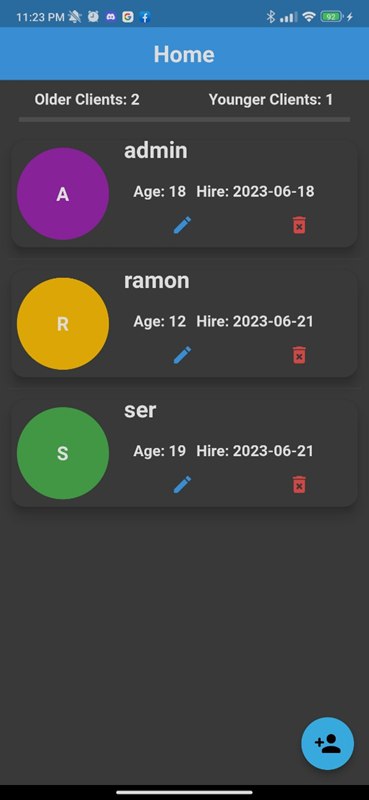 11:23 PM 92
Home
Older Clients: 2 Younger Clients: 1
admin
A
Age: 18 Hire: 2023-06-18
ramon
R
Age: 12 Hire: 2023-06-21
ser
S
Age: 19 Hire: 2023-06-21